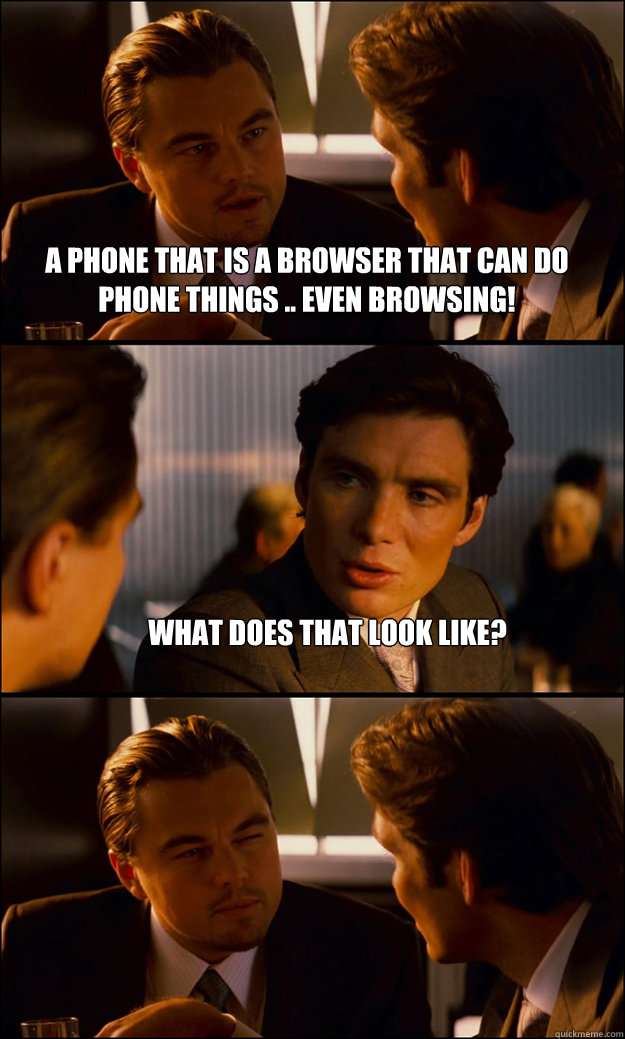 A PHONE THAT IS A BROWSER THAT CAN DO
PHONE THINGS .. EVEN BROWSING!
WHAT DOES THAT LOOK LIKE?
quickmeme.com